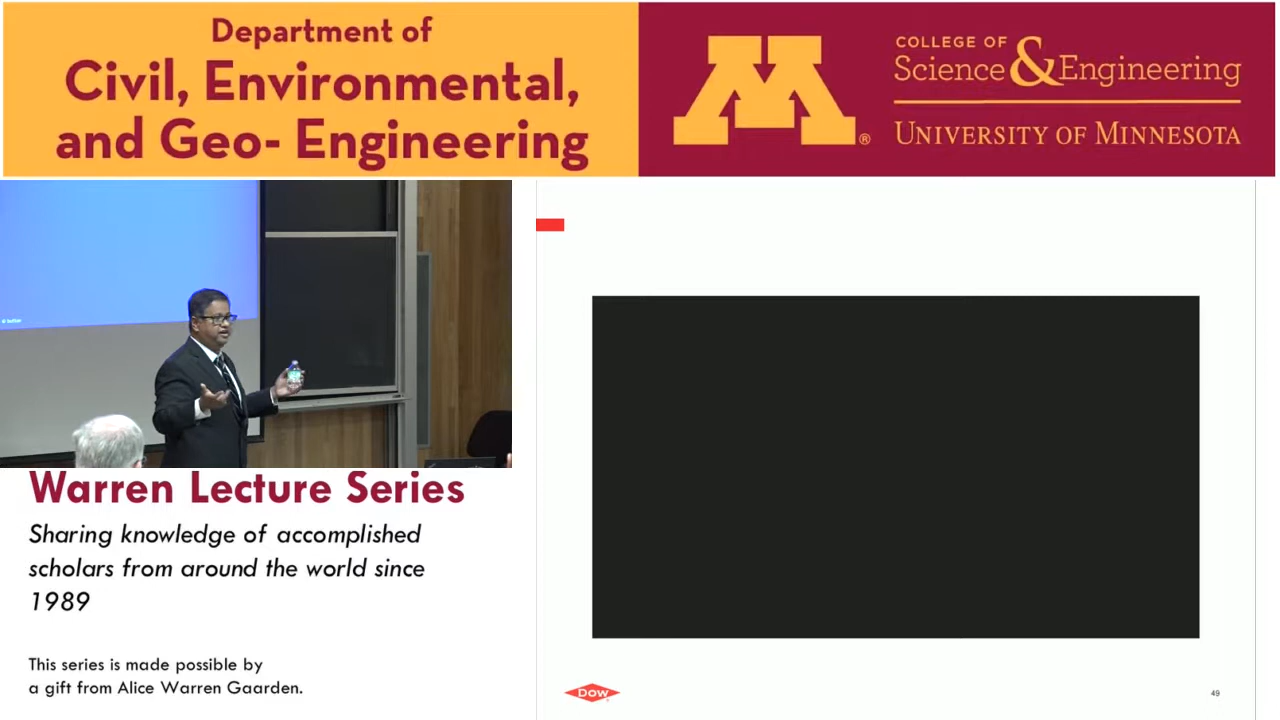 Department of
Civil, Environmental,
and Geo- Engineering
M®
COLLEGE OF
Science & Engineering
UNIVERSITY OF MINNESOTA
Warren Lecture Series
Sharing knowledge of accomplished
scholars from around the world since
1989
This series is made possible by
a gift from Alice Warren Gaarden.
Dow
49